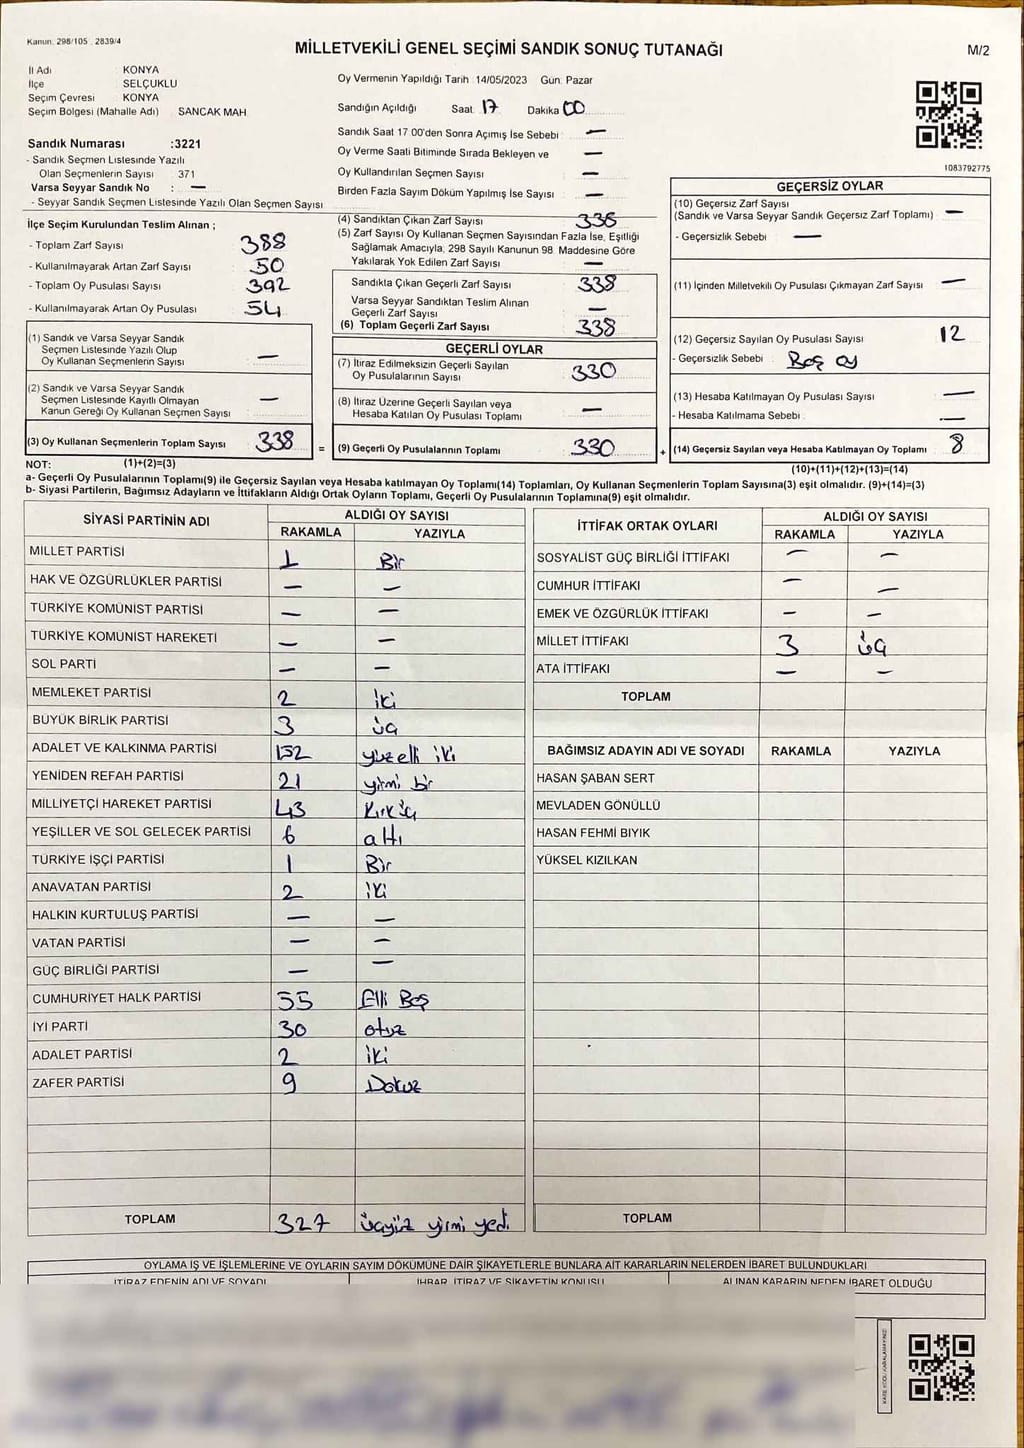 Kanun: 298/105 2839/4
MİLLETVEKİLİ GENEL SEÇİMİ SANDIK SONUÇ TUTANAĞI
M/2
İl Adı KONYA
İlçe SELÇUKLU
Seçim Çevresi KONYA
Seçim Bölgesi (Mahalle Adı) SANCAK MAH
Oy Vermenin Yapıldığı Tarih 14/05/2023 Gün: Pazar
Sandığın Açıldığı Saat 17 Dakika 00
Sandık Saat 17 00'den Sonra Açılmış İse Sebebi —
Oy Verme Saati Bitiminde Sırada Bekleyen ve —
Oy Kullandırılan Seçmen Sayısı —
Birden Fazla Sayım Döküm Yapılmış İse Sayısı —
Sandık Numarası :3221
- Sandık Seçmen Listesinde Yazılı
Olan Seçmenlerin Sayısı 371
Varsa Seyyar Sandık No : —
- Seyyar Sandık Seçmen Listesinde Yazılı Olan Seçmen Sayısı
1083792775
İlçe Seçim Kurulundan Teslim Alınan ;
- Toplam Zarf Sayısı : 388
- Kullanılmayarak Artan Zarf Sayısı : 50
- Toplam Oy Pusulası Sayısı : 392
- Kullanılmayarak Artan Oy Pusulası : 54
(1) Sandık ve Varsa Seyyar Sandık
Seçmen Listesinde Yazılı Olup
Oy Kullanan Seçmenlerin Sayısı —
(2) Sandık ve Varsa Seyyar Sandık
Seçmen Listesinde Kayıtlı Olmayan
Kanun Gereği Oy Kullanan Seçmen Sayısı —
(3) Oy Kullanan Seçmenlerin Toplam Sayısı 338
(1)+(2)=(3)
(4) Sandıktan Çıkan Zarf Sayısı 338
(5) Zarf Sayısı Oy Kullanan Seçmen Sayısından Fazla İse, Eşitliği
Sağlamak Amacıyla, 298 Sayılı Kanunun 98. Maddesine Göre
Yakılarak Yok Edilen Zarf Sayısı —
Sandıkta Çıkan Geçerli Zarf Sayısı 338
Varsa Seyyar Sandıktan Teslim Alınan
Geçerli Zarf Sayısı —
(6) Toplam Geçerli Zarf Sayısı 338
GEÇERLİ OYLAR
(7) İtiraz Edilmeksizin Geçerli Sayılan
Oy Pusulalarının Sayısı 330
(8) İtiraz Üzerine Geçerli Sayılan veya
Hesaba Katılan Oy Pusulası Toplamı —
= (9) Geçerli Oy Pusulalarının Toplamı 330
GEÇERSİZ OYLAR
(10) Geçersiz Zarf Sayısı
(Sandık ve Varsa Seyyar Sandık Geçersiz Zarf Toplamı) —
- Geçersizlik Sebebi —
(11) İçinden Milletvekili Oy Pusulası Çıkmayan Zarf Sayısı —
(12) Geçersiz Sayılan Oy Pusulası Sayısı 12
- Geçersizlik Sebebi : Boş oy
(13) Hesaba Katılmayan Oy Pusulası Sayısı —
- Hesaba Katılmama Sebebi —
+ (14) Geçersiz Sayılan veya Hesaba Katılmayan Oy Toplamı 8
(10)+(11)+(12)+(13)=(14)
NOT:
a- Geçerli Oy Pusulalarının Toplamı(9) ile Geçersiz Sayılan veya Hesaba katılmayan Oy Toplamı(14) Toplamları, Oy Kullanan Seçmenlerin Toplam Sayısına(3) eşit olmalıdır. (9)+(14)=(3)
b- Siyasi Partilerin, Bağımsız Adayların ve İttifakların Aldığı Ortak Oyların Toplamı, Geçerli Oy Pusulalarının Toplamına(9) eşit olmalıdır.
SİYASİ PARTİNİN ADI ALDIĞI OY SAYISI
RAKAMLA YAZIYLA
MİLLET PARTİSİ 1 Bir
HAK VE ÖZGÜRLÜKLER PARTİSİ — —
TÜRKİYE KOMÜNİST PARTİSİ — —
TÜRKİYE KOMÜNİST HAREKETİ — —
SOL PARTİ — —
MEMLEKET PARTİSİ 2 iki
BÜYÜK BİRLİK PARTİSİ 3 üç
ADALET VE KALKINMA PARTİSİ 152 yüzelli iki
YENİDEN REFAH PARTİSİ 21 yirmi bir
MİLLİYETÇİ HAREKET PARTİSİ 43 Kırk üç
YEŞİLLER VE SOL GELECEK PARTİSİ 6 altı
TÜRKİYE İŞÇİ PARTİSİ 1 Bir
ANAVATAN PARTİSİ 2 iki
HALKIN KURTULUŞ PARTİSİ — —
VATAN PARTİSİ — —
GÜÇ BİRLİĞİ PARTİSİ — —
CUMHURİYET HALK PARTİSİ 55 Elli Beş
İYİ PARTİ 30 otuz
ADALET PARTİSİ 2 iki
ZAFER PARTİSİ 9 Dokuz
TOPLAM 327 üçyüz yirmi yedi
İTTİFAK ORTAK OYLARI ALDIĞI OY SAYISI
RAKAMLA YAZIYLA
SOSYALİST GÜÇ BİRLİĞİ İTTİFAKI — —
CUMHUR İTTİFAKI — —
EMEK VE ÖZGÜRLÜK İTTİFAKI — —
MİLLET İTTİFAKI 3 üç
ATA İTTİFAKI — —
TOPLAM
BAĞIMSIZ ADAYIN ADI VE SOYADI RAKAMLA YAZIYLA
HASAN ŞABAN SERT
MEVLADEN GÖNÜLLÜ
HASAN FEHMİ BIYIK
YÜKSEL KIZILKAN
TOPLAM
OYLAMA İŞ VE İŞLEMLERİNE VE OYLARIN SAYIM DÖKÜMÜNE DAİR ŞİKAYETLERLE BUNLARA AİT KARARLARIN NELERDEN İBARET BULUNDUKLARI
İTİRAZ EDENİN ADI VE SOYADI İHBAR, İTİRAZ VE ŞİKAYETİN KONUSU ALINAN KARARIN NEDEN İBARET OLDUĞU